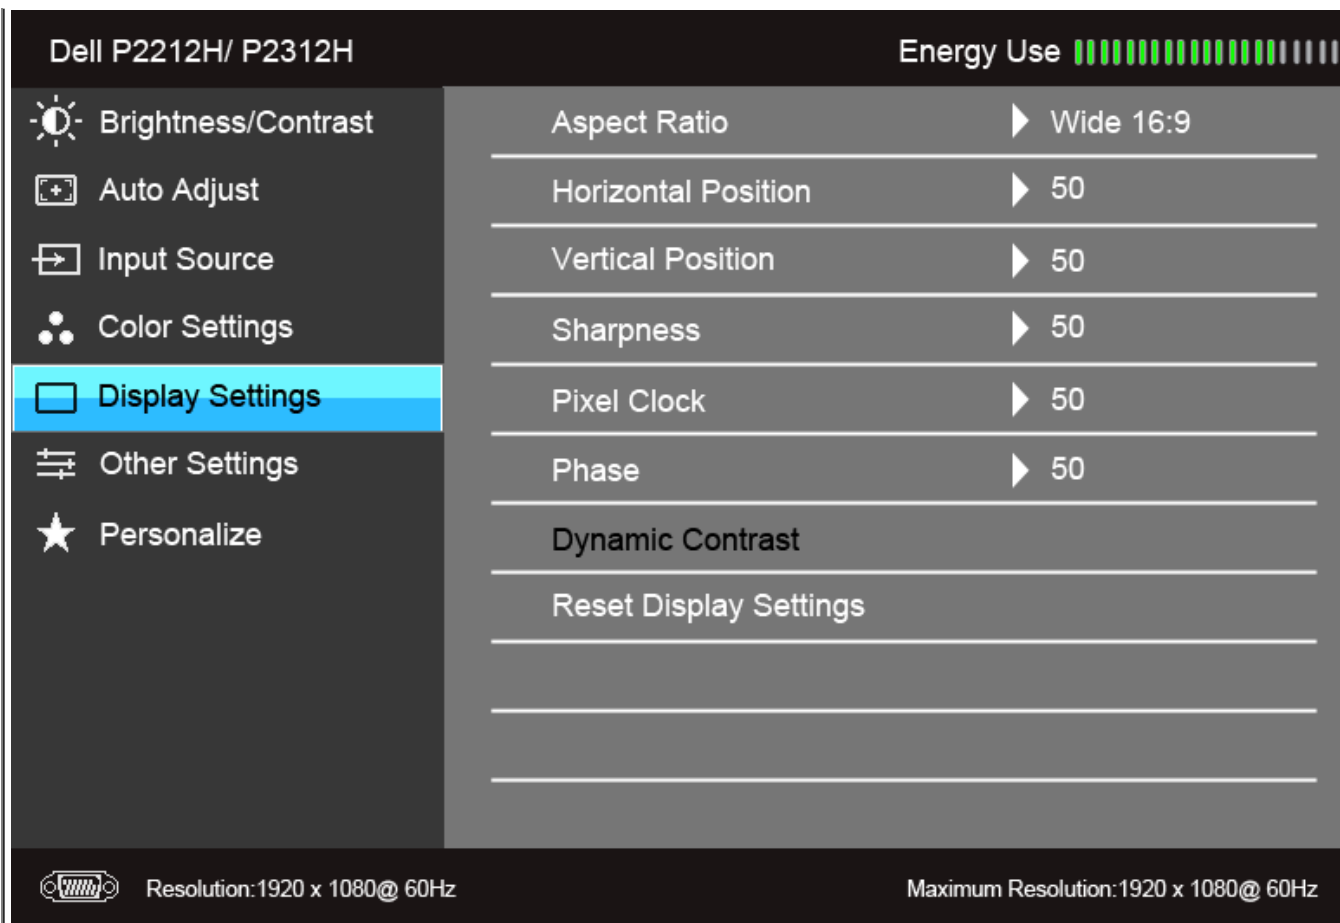 Dell P2212H/ P2312H
Energy Use
Brightness/Contrast
Auto Adjust
Input Source
Color Settings
Display Settings
Other Settings
Personalize
Aspect Ratio Wide 16:9
Horizontal Position 50
Vertical Position 50
Sharpness 50
Pixel Clock 50
Phase 50
Dynamic Contrast
Reset Display Settings
Resolution:1920 x 1080@ 60Hz
Maximum Resolution:1920 x 1080@ 60Hz